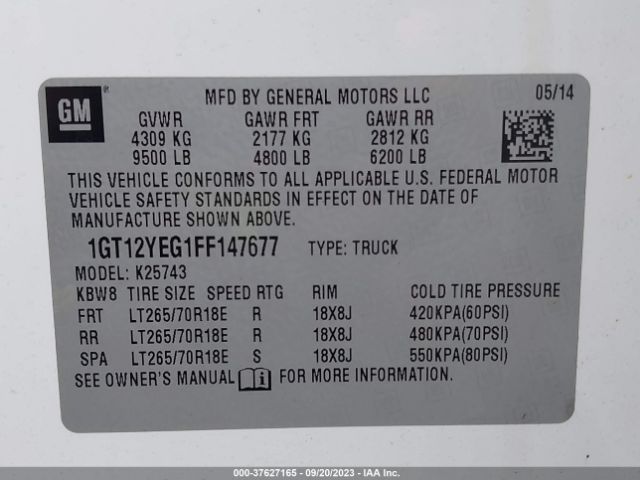 GM
MFD BY GENERAL MOTORS LLC 05/14
GVWR GAWR FRT GAWR RR
4309 KG 2177 KG 2812 KG
9500 LB 4800 LB 6200 LB
THIS VEHICLE CONFORMS TO ALL APPLICABLE U.S. FEDERAL MOTOR
VEHICLE SAFETY STANDARDS IN EFFECT ON THE DATE OF
MANUFACTURE SHOWN ABOVE.
1GT12YEG1FF147677 TYPE: TRUCK
MODEL: K25743
KBW8 TIRE SIZE SPEED RTG RIM COLD TIRE PRESSURE
FRT LT265/70R18E R 18X8J 420KPA(60PSI)
RR LT265/70R18E R 18X8J 480KPA(70PSI)
SPA LT265/70R18E S 18X8J 550KPA(80PSI)
SEE OWNER'S MANUAL FOR MORE INFORMATION.
000-37627165 - 09/20/2023 - IAA Inc.